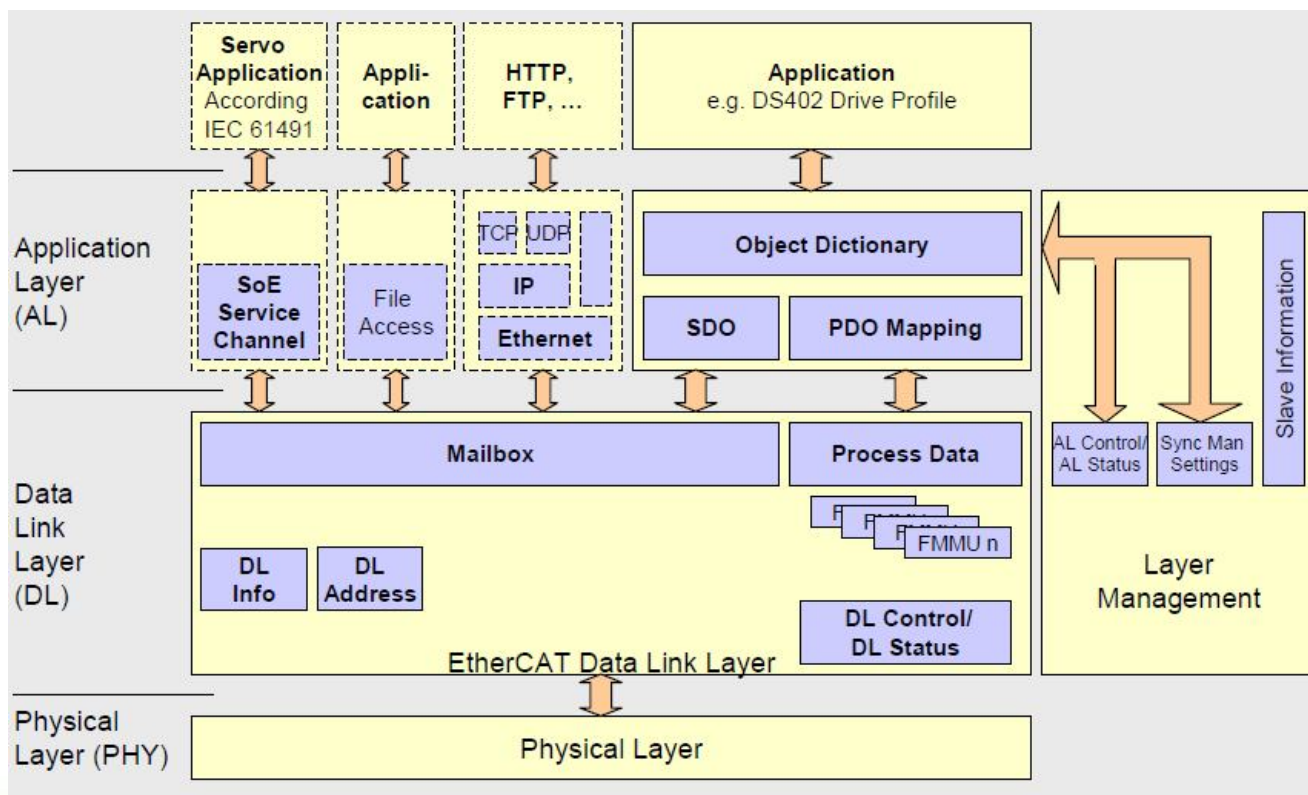 Servo
Application
According
IEC 61491
Appli-
cation
HTTP,
FTP, ...
Application
e.g. DS402 Drive Profile
Application
Layer
(AL)
SoE
Service
Channel
File
Access
TCP
UDP
IP
Ethernet
Object Dictionary
SDO
PDO Mapping
Slave Information
AL Control/
AL Status
Sync Man
Settings
Layer
Management
Data
Link
Layer
(DL)
Mailbox
Process Data
FMMU n
DL
Info
DL
Address
DL Control/
DL Status
EtherCAT Data Link Layer
Physical
Layer (PHY)
Physical Layer